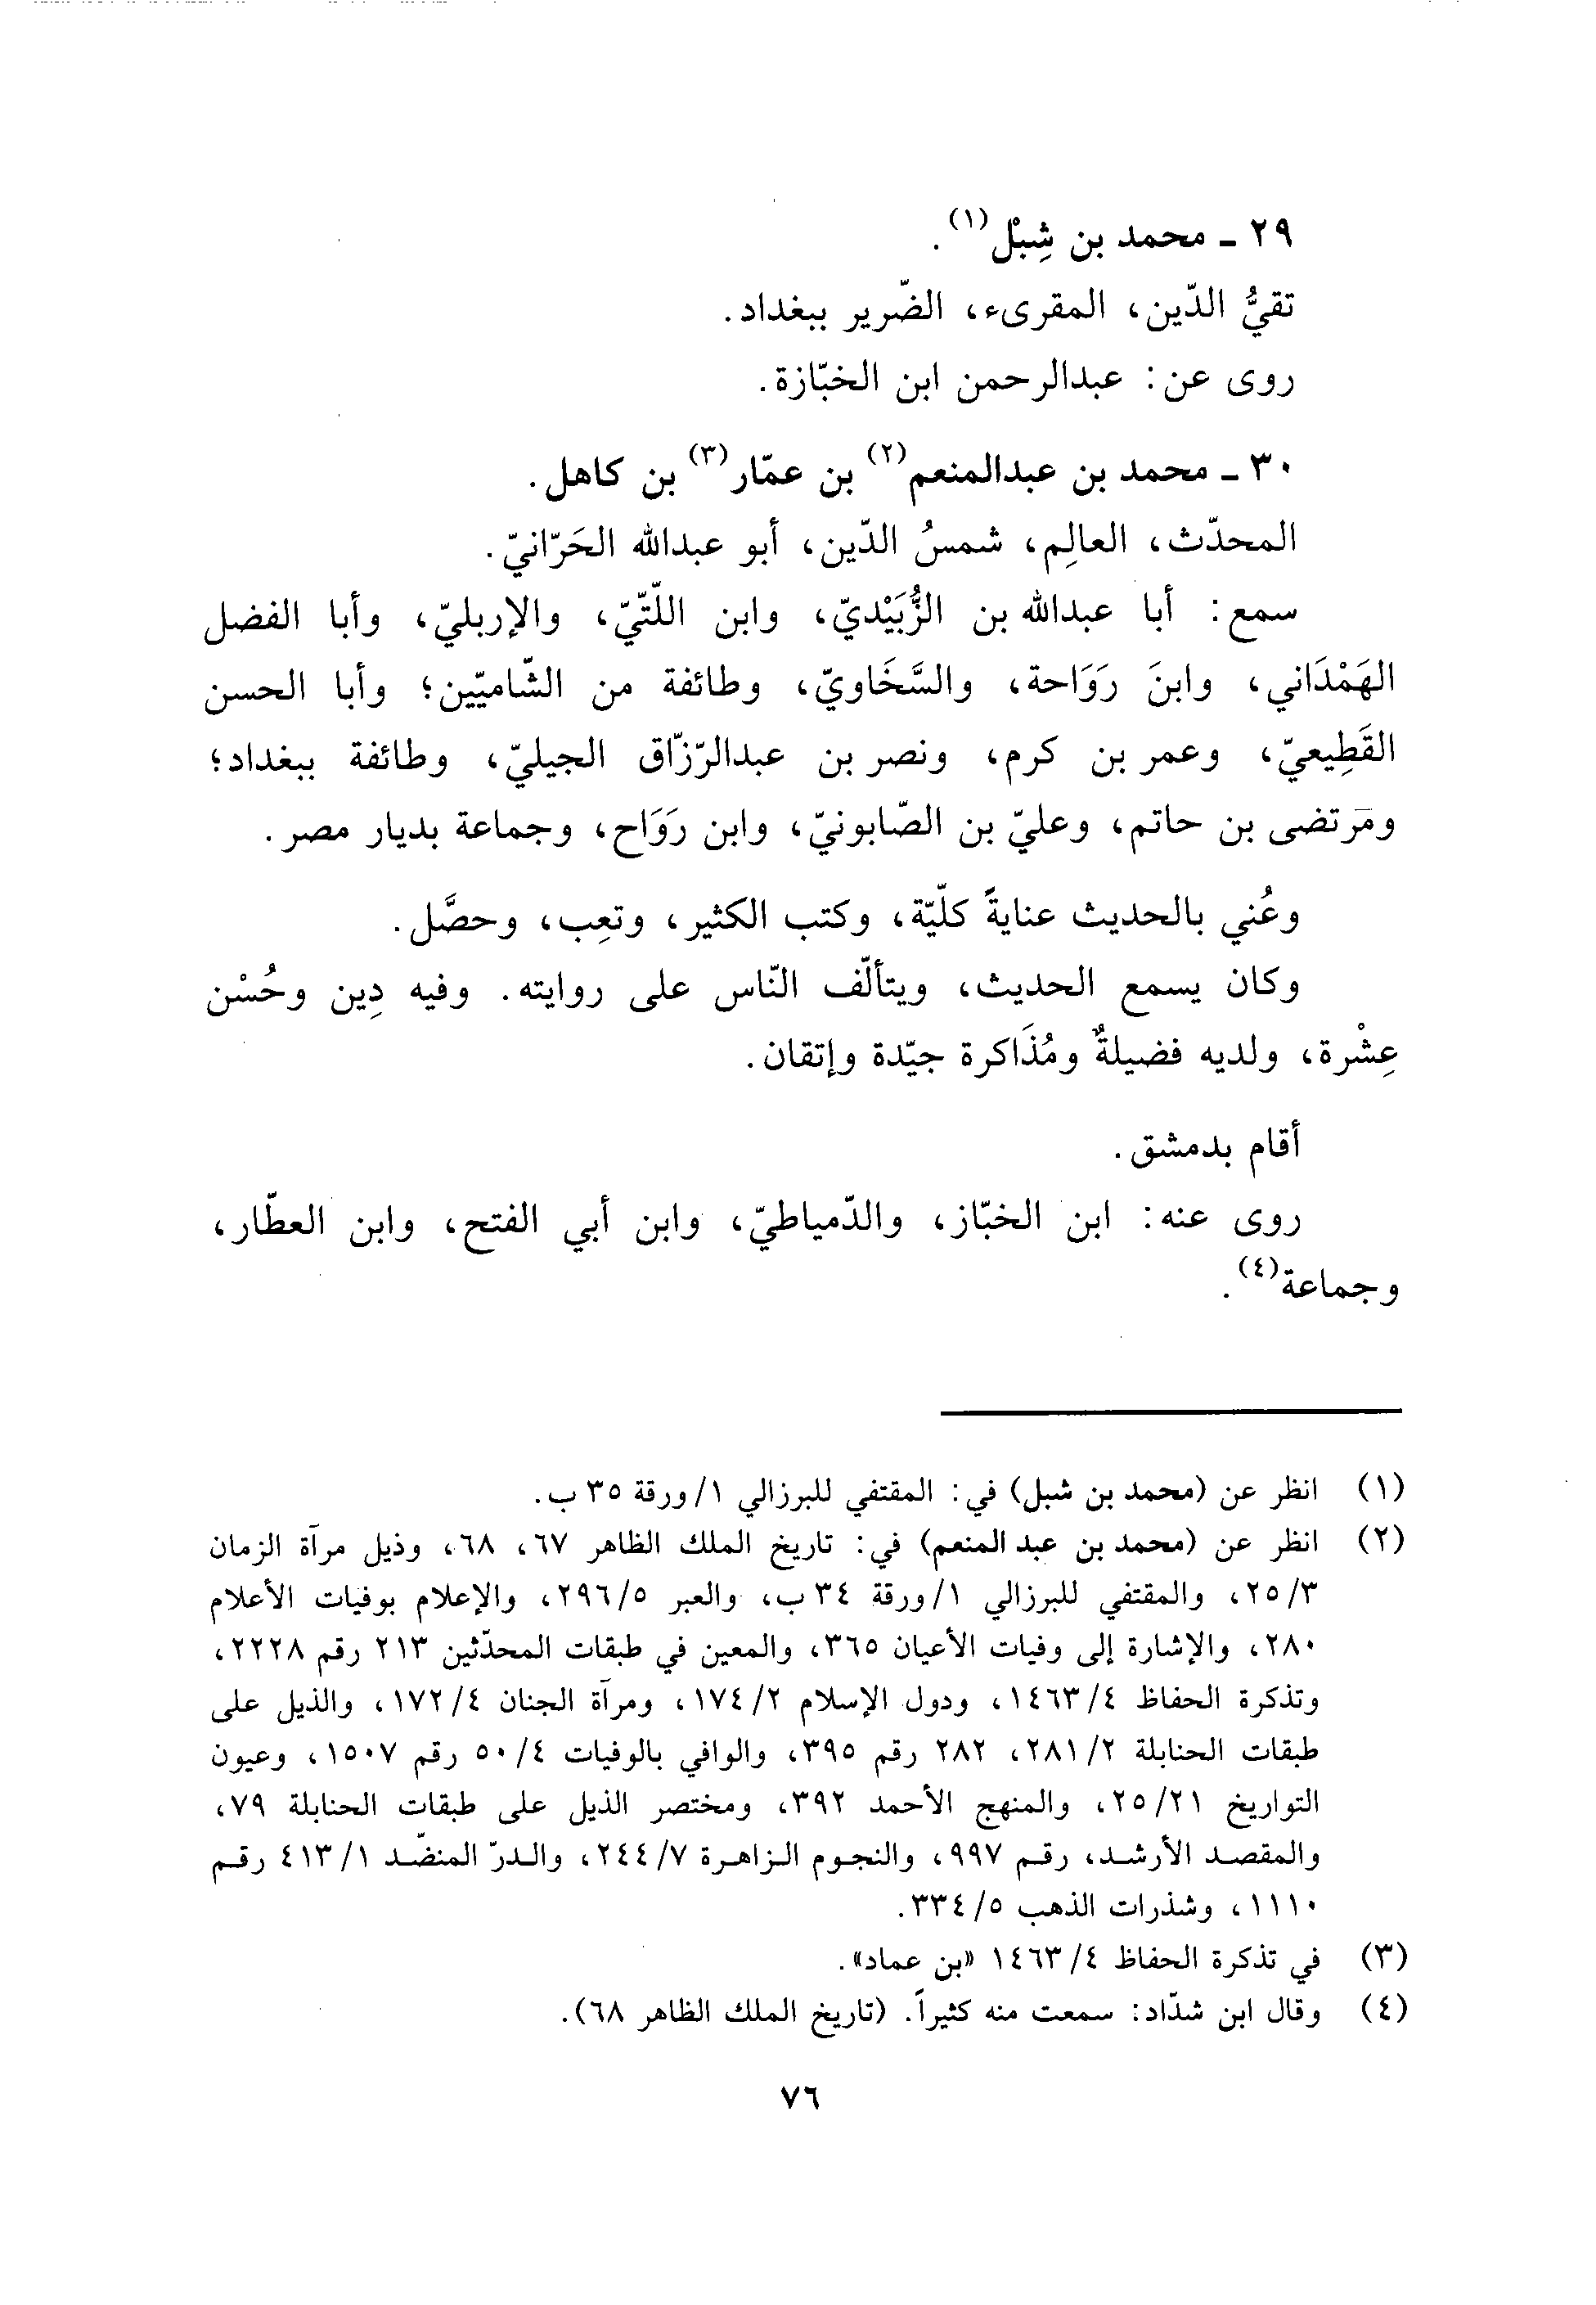 ٢٩ ـ محمد بن شِبْل(١).
تقيُّ الدّين، المقرىء، الضّرير ببغداد.
روى عن: عبدالرحمن ابن الخبّازة.
٣٠ ـ محمد بن عبدالمنعم(٢) بن عمّار(٣) بن كاهل.
المحدّث، العالِم، شمسُ الدّين، أبو عبدالله الحَرّانيّ.
سمع: أبا عبدالله بن الزُّبَيْديّ، وابن اللّتّيّ، والإربليّ، وأبا الفضل
الهَمْدَاني، وابنَ رَوَاحة، والسَّخَاويّ، وطائفة من الشّاميّين؛ وأبا الحسن
القَطِيعيّ، وعمر بن كرم، ونصر بن عبدالرّزّاق الجيليّ، وطائفة ببغداد؛
ومَرتضى بن حاتم، وعليّ بن الصّابونيّ، وابن رَوَاح، وجماعة بديار مصر.
وعُني بالحديث عنايةً كلّيّة، وكتب الكثير، وتعِب، وحصَّل.
وكان يسمع الحديث، ويتألّف النّاس على روايته. وفيه دِين وحُسْن
عِشْرة، ولديه فضيلةٌ ومُذَاكرة جيّدة وإتقان.
أقام بدمشق.
روى عنه: ابن الخبّاز، والدّمياطيّ، وابن أبي الفتح، وابن العطّار،
وجماعة(٤).
(١) انظر عن (محمد بن شبل) في: المقتفي للبرزالي ١/ورقة ٣٥ ب.
(٢) انظر عن (محمد بن عبد المنعم) في: تاريخ الملك الظاهر ٦٧، ٦٨، وذيل مرآة الزمان
٣/٢٥، والمقتفي للبرزالي ١/ورقة ٣٤ ب، والعبر ٥/٢٩٦، والإعلام بوفيات الأعلام
٢٨٠، والإشارة إلى وفيات الأعيان ٣٦٥، والمعين في طبقات المحدّثين ٢١٣ رقم ٢٢٢٨،
وتذكرة الحفاظ ٤/١٤٦٣، ودول الإسلام ٢/١٧٤، ومرآة الجنان ٤/١٧٢، والذيل على
طبقات الحنابلة ٢/٢٨١، ٢٨٢ رقم ٣٩٥، والوافي بالوفيات ٤/٥٠ رقم ١٥٠٧، وعيون
التواريخ ٢١/٢٥، والمنهج الأحمد ٣٩٢، ومختصر الذيل على طبقات الحنابلة ٧٩،
والمقصد الأرشد، رقم ٩٩٧، والنجوم الزاهرة ٧/٢٤٤، والدرّ المنضّد ١/٤١٣ رقم
١١١٠، وشذرات الذهب ٥/٣٣٤.
(٣) في تذكرة الحفاظ ٤/١٤٦٣ «بن عماد».
(٤) وقال ابن شدّاد: سمعت منه كثيراً. (تاريخ الملك الظاهر ٦٨).
٧٦